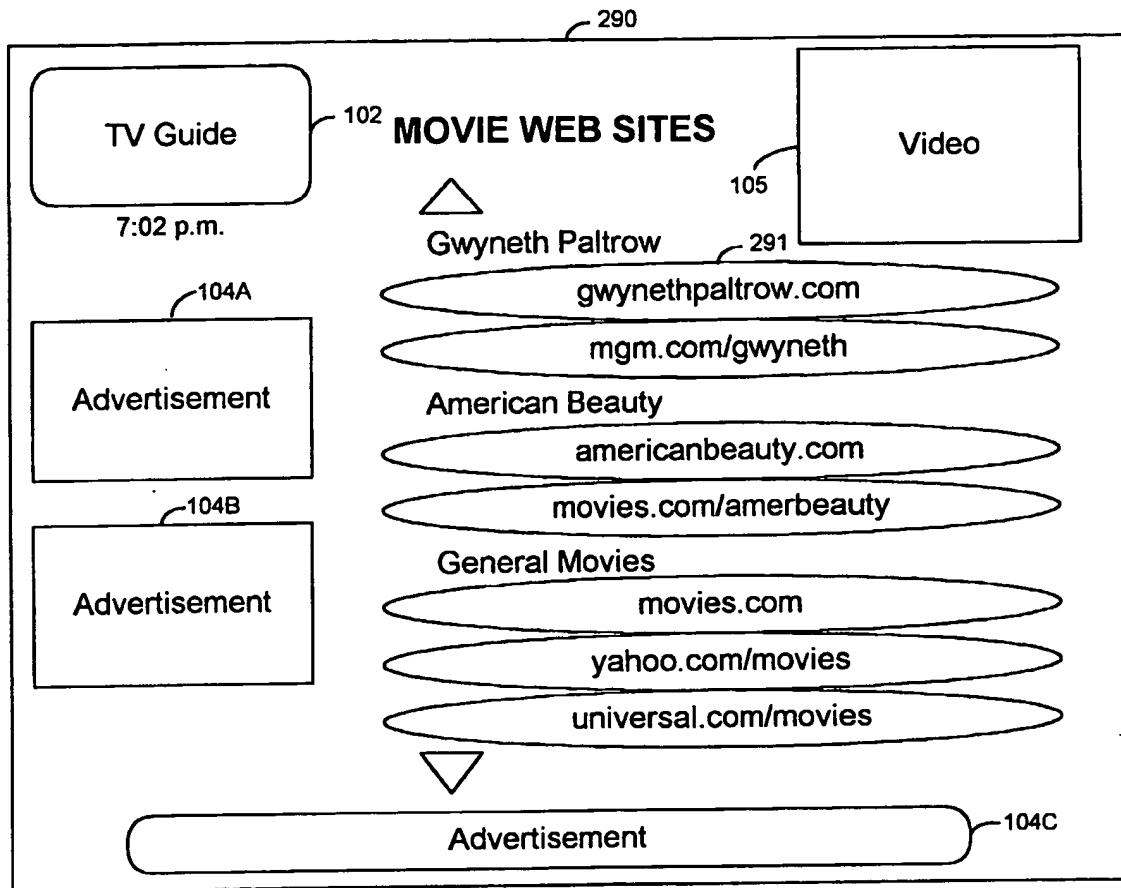 290
TV Guide
102
MOVIE WEB SITES
Video
105
7:02 p.m.
Gwyneth Paltrow
291
gwynethpaltrow.com
mgm.com/gwyneth
104A
Advertisement
American Beauty
americanbeauty.com
movies.com/amerbeauty
104B
Advertisement
General Movies
movies.com
yahoo.com/movies
universal.com/movies
Advertisement
104C